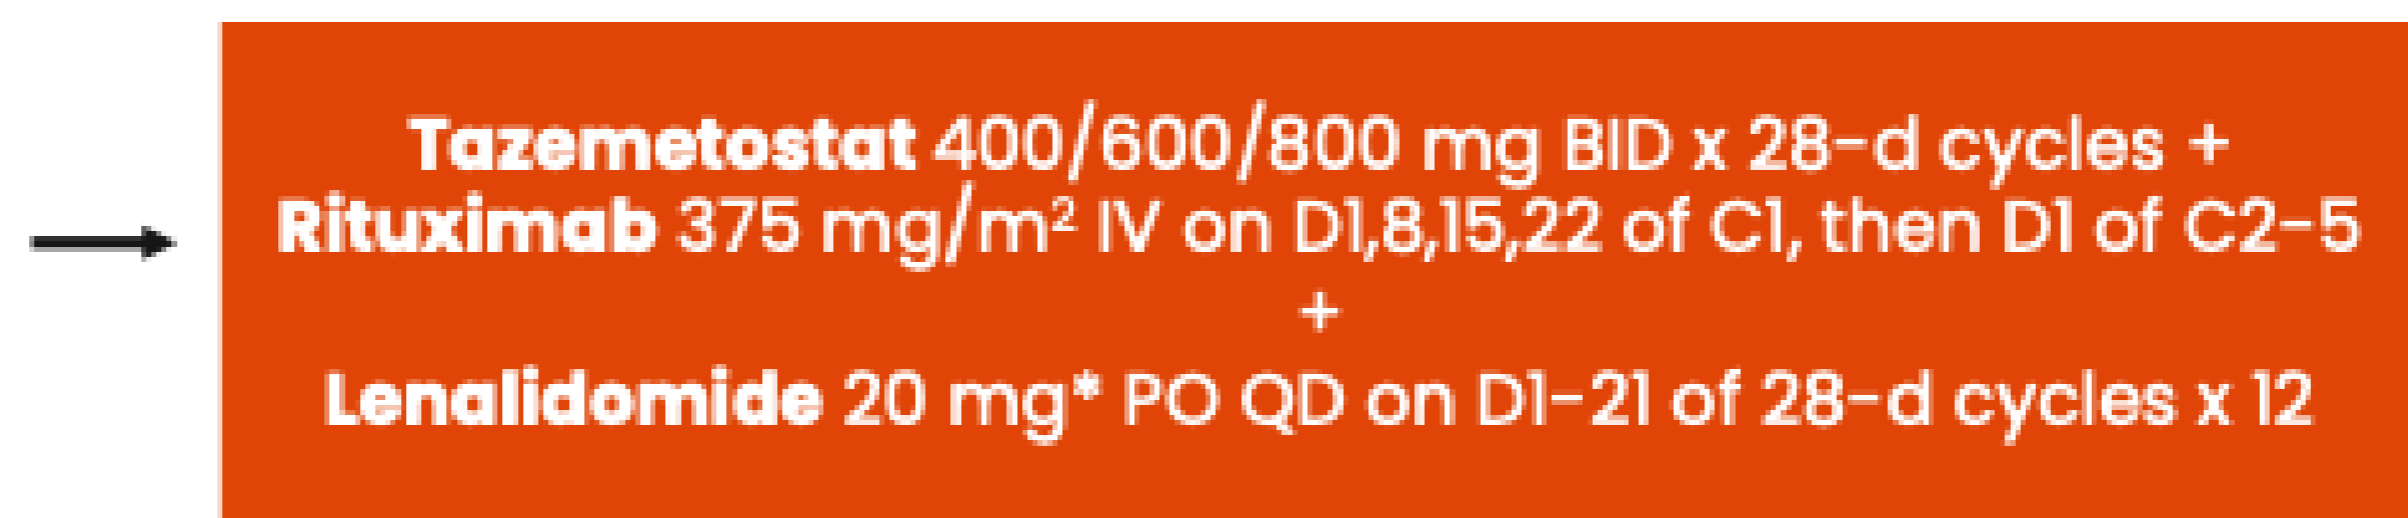 Tazemetostat 400/600/800 mg BID x 28-d cycles +
Rituximab 375 mg/m² IV on D1,8,15,22 of C1, then D1 of C2-5
+
Lenalidomide 20 mg* PO QD on D1-21 of 28-d cycles x 12